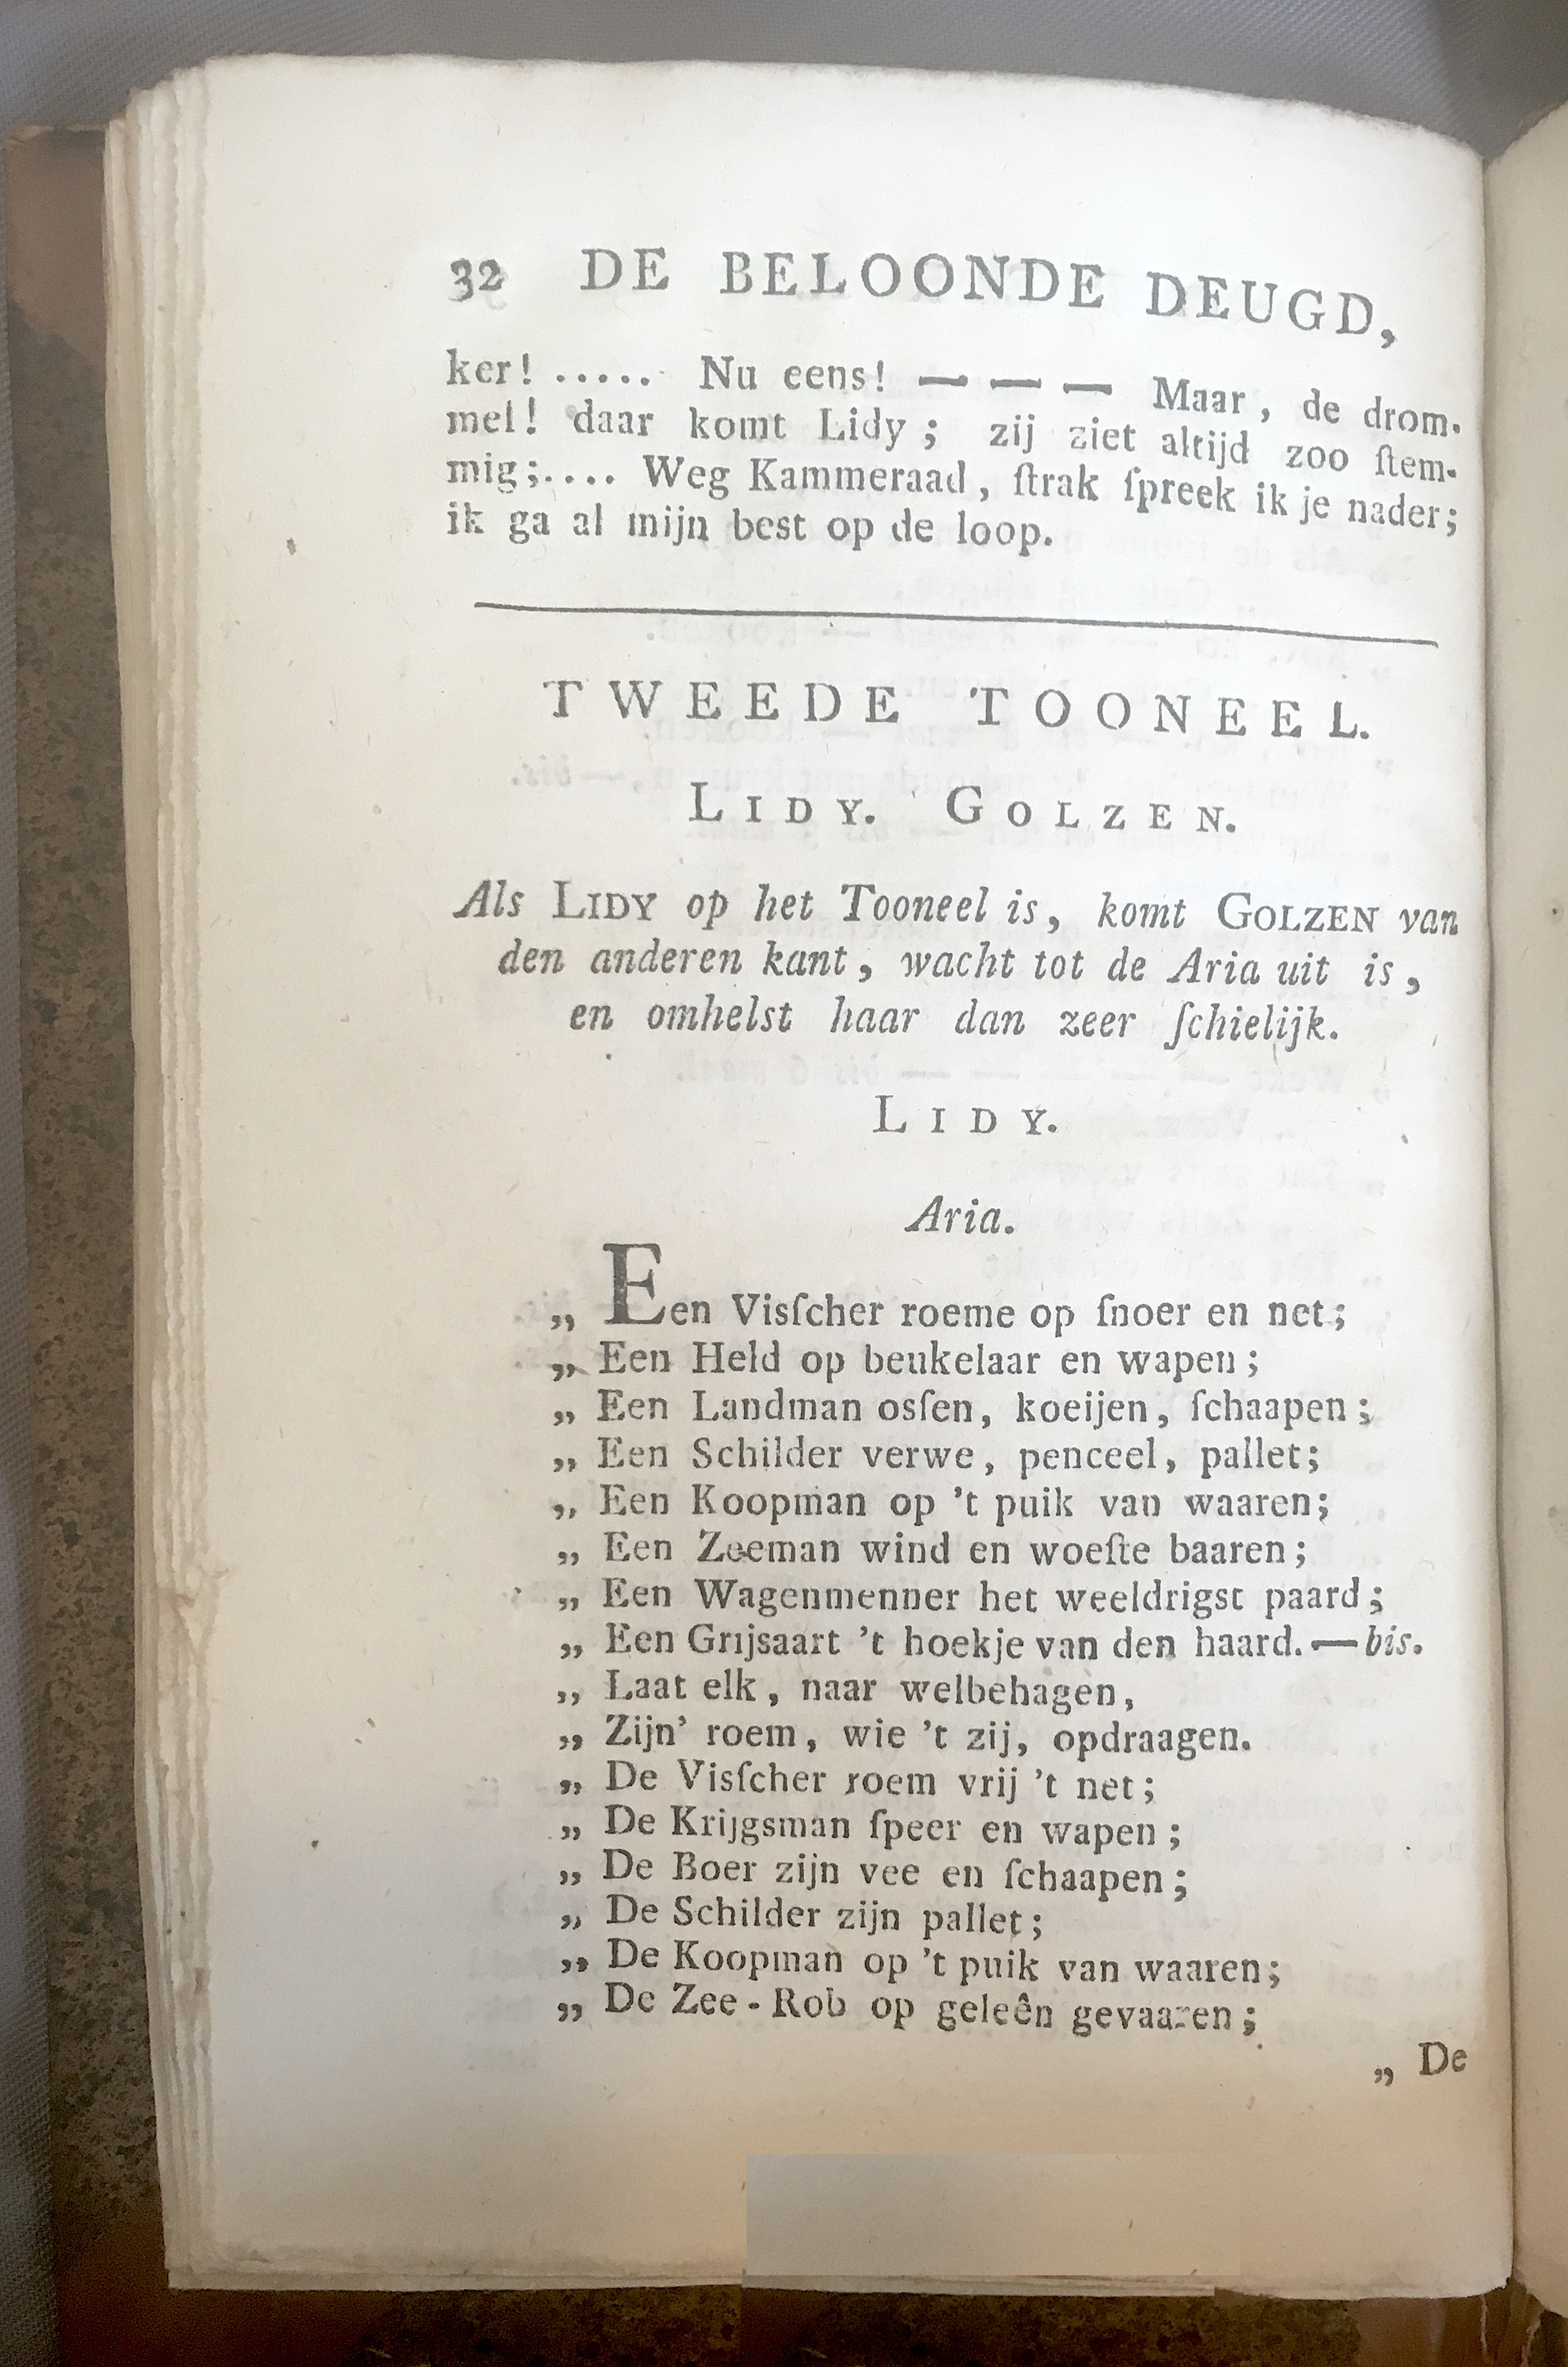 32 DE BELOONDE DEUGD,
ker! ..... Nu eens! — — — Maar, de drom-
mel! daar komt Lidy; zij ziet altijd zoo ſtem-
mig;.... Weg Kammeraad, ſtrak ſpreek ik je nader;
ik ga al mijn best op de loop.
TWEEDE TOONEEL.
LIDY. GOLZEN.
Als LIDY op het Tooneel is, komt GOLZEN van
den anderen kant, wacht tot de Aria uit is,
en omhelst haar dan zeer ſchielijk.
LIDY.
Aria.
„ Een Visſcher roeme op ſnoer en net;
„ Een Held op beukelaar en wapen;
„ Een Landman osſen, koeijen, ſchaapen;
„ Een Schilder verwe, penceel, pallet;
„ Een Koopman op 't puik van waaren;
„ Een Zeeman wind en woeſte baaren;
„ Een Wagenmenner het weeldrigst paard;
„ Een Grijsaart 't hoekje van den haard.—bis.
„ Laat elk, naar welbehagen,
„ Zijn' roem, wie 't zij, opdraagen.
„ De Visſcher roem vrij 't net;
„ De Krijgsman ſpeer en wapen;
„ De Boer zijn vee en ſchaapen;
„ De Schilder zijn pallet;
„ De Koopman op 't puik van waaren;
„ De Zee-Rob op geleên gevaaren;
„ De